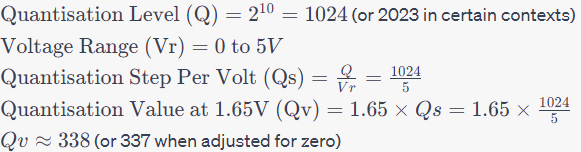 Quantisation Level (Q) = 2^10 = 1024 (or 2023 in certain contexts)
Voltage Range (Vr) = 0 to 5V
Quantisation Step Per Volt (Qs) = Q/Vr = 1024/5
Quantisation Value at 1.65V (Qv) = 1.65 × Qs = 1.65 × 1024/5
Qv ≈ 338 (or 337 when adjusted for zero)